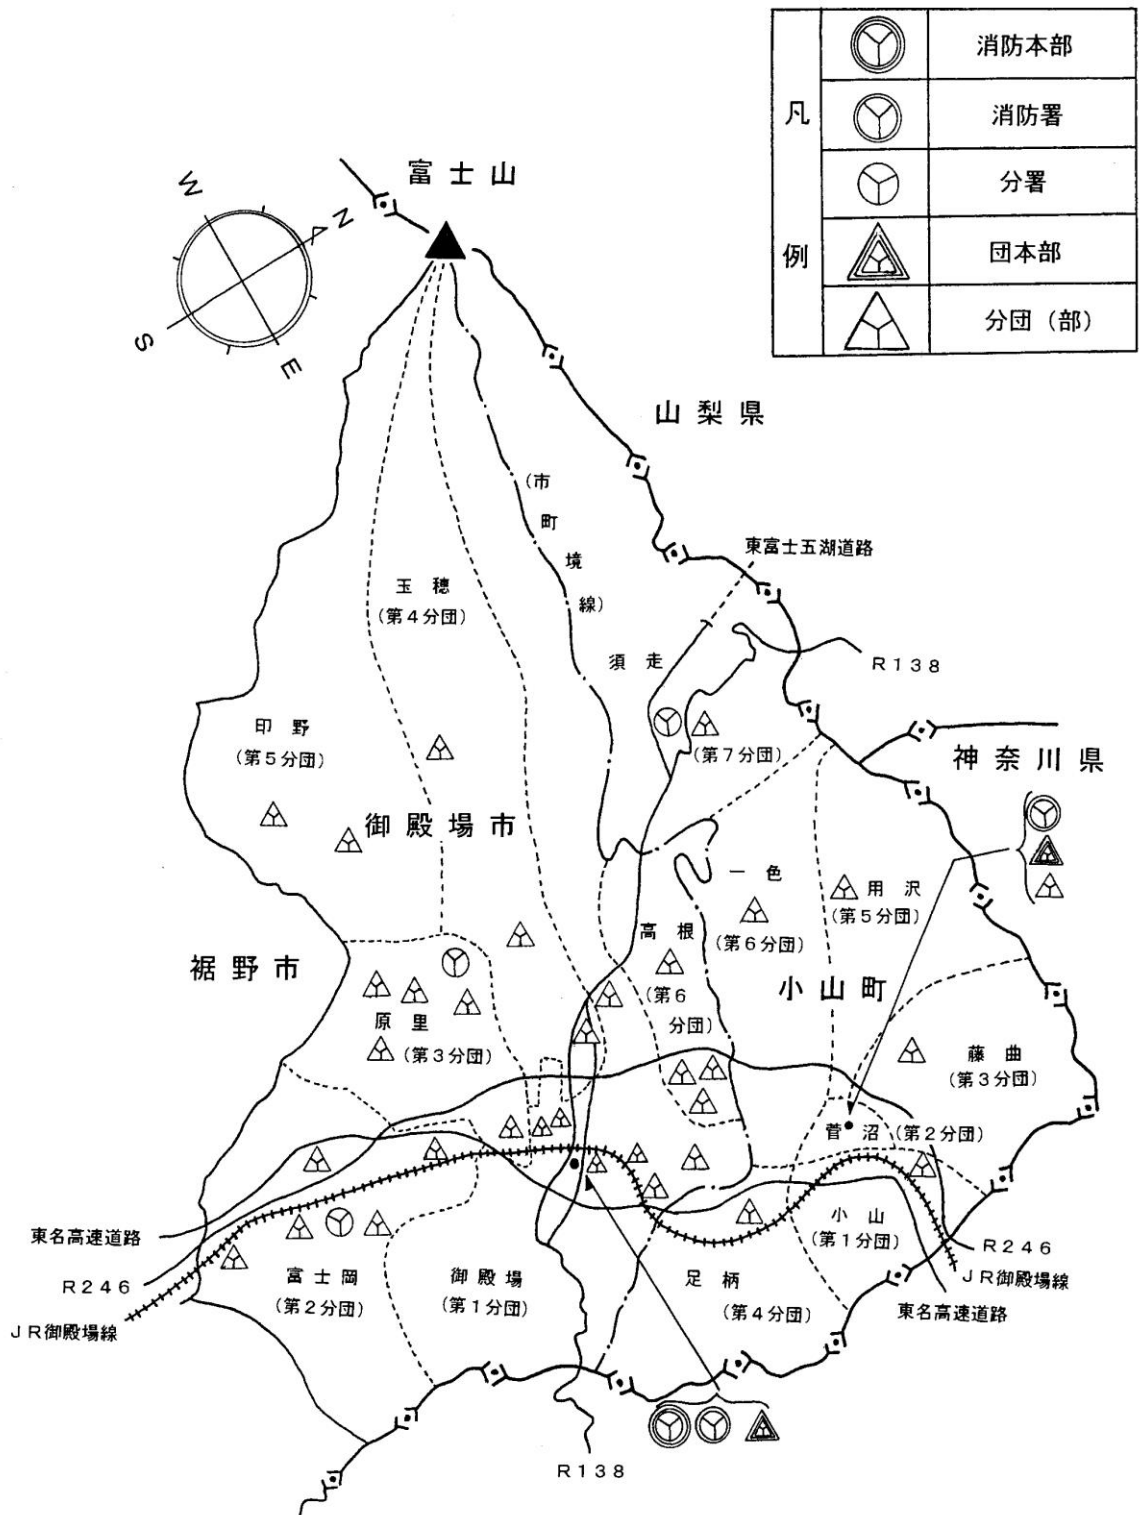 凡
例
消防本部
消防署
分署
団本部
分団（部）
富士山
W
N
S
E
山梨県
（市町境線）
東富士五湖道路
玉穂
（第4分団）
須走
R138
印野
（第5分団）
（第7分団）
神奈川県
御殿場市
一色
用沢
（第5分団）
高根
（第6分団）
裾野市
（第6
分団）
小山町
原里
（第3分団）
藤曲
（第3分団）
菅沼（第2分団）
東名高速道路
小山
（第1分団）
R246
R246
富士岡
御殿場
足柄
JR御殿場線
（第2分団）
（第1分団）
（第4分団）
東名高速道路
JR御殿場線
R138